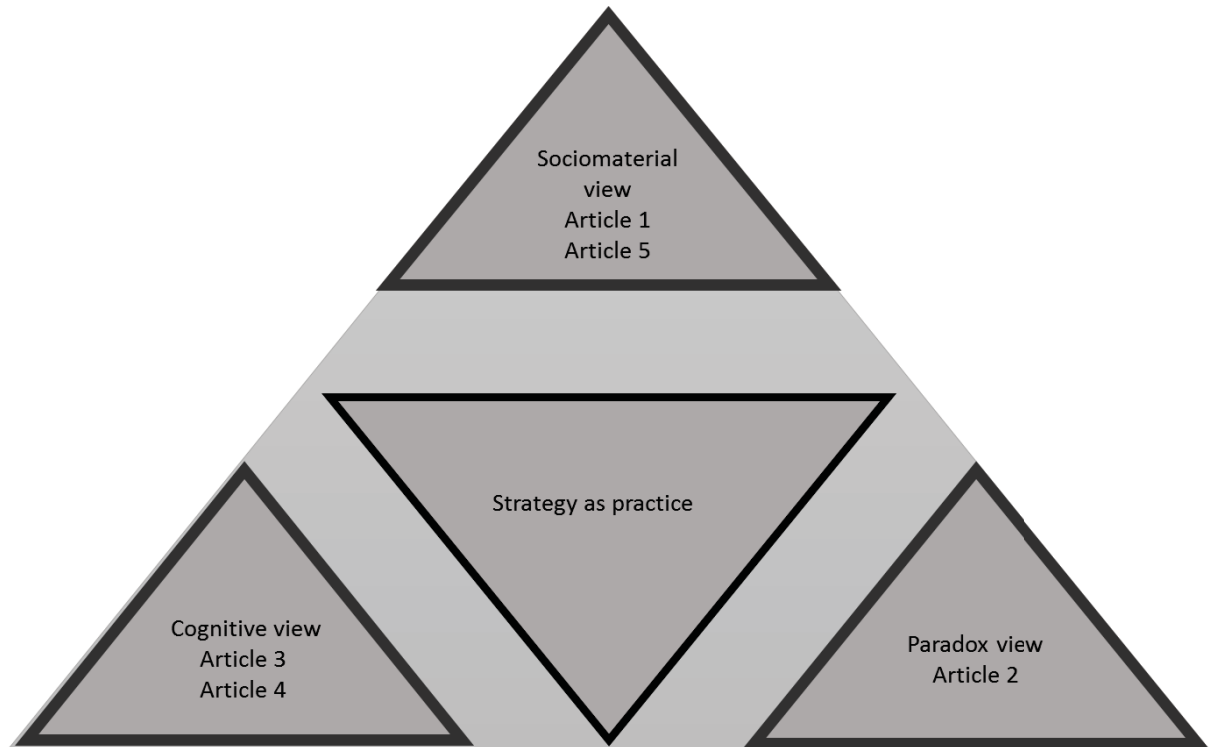 Sociomaterial
view
Article 1
Article 5
Strategy as practice
Cognitive view
Article 3
Article 4
Paradox view
Article 2